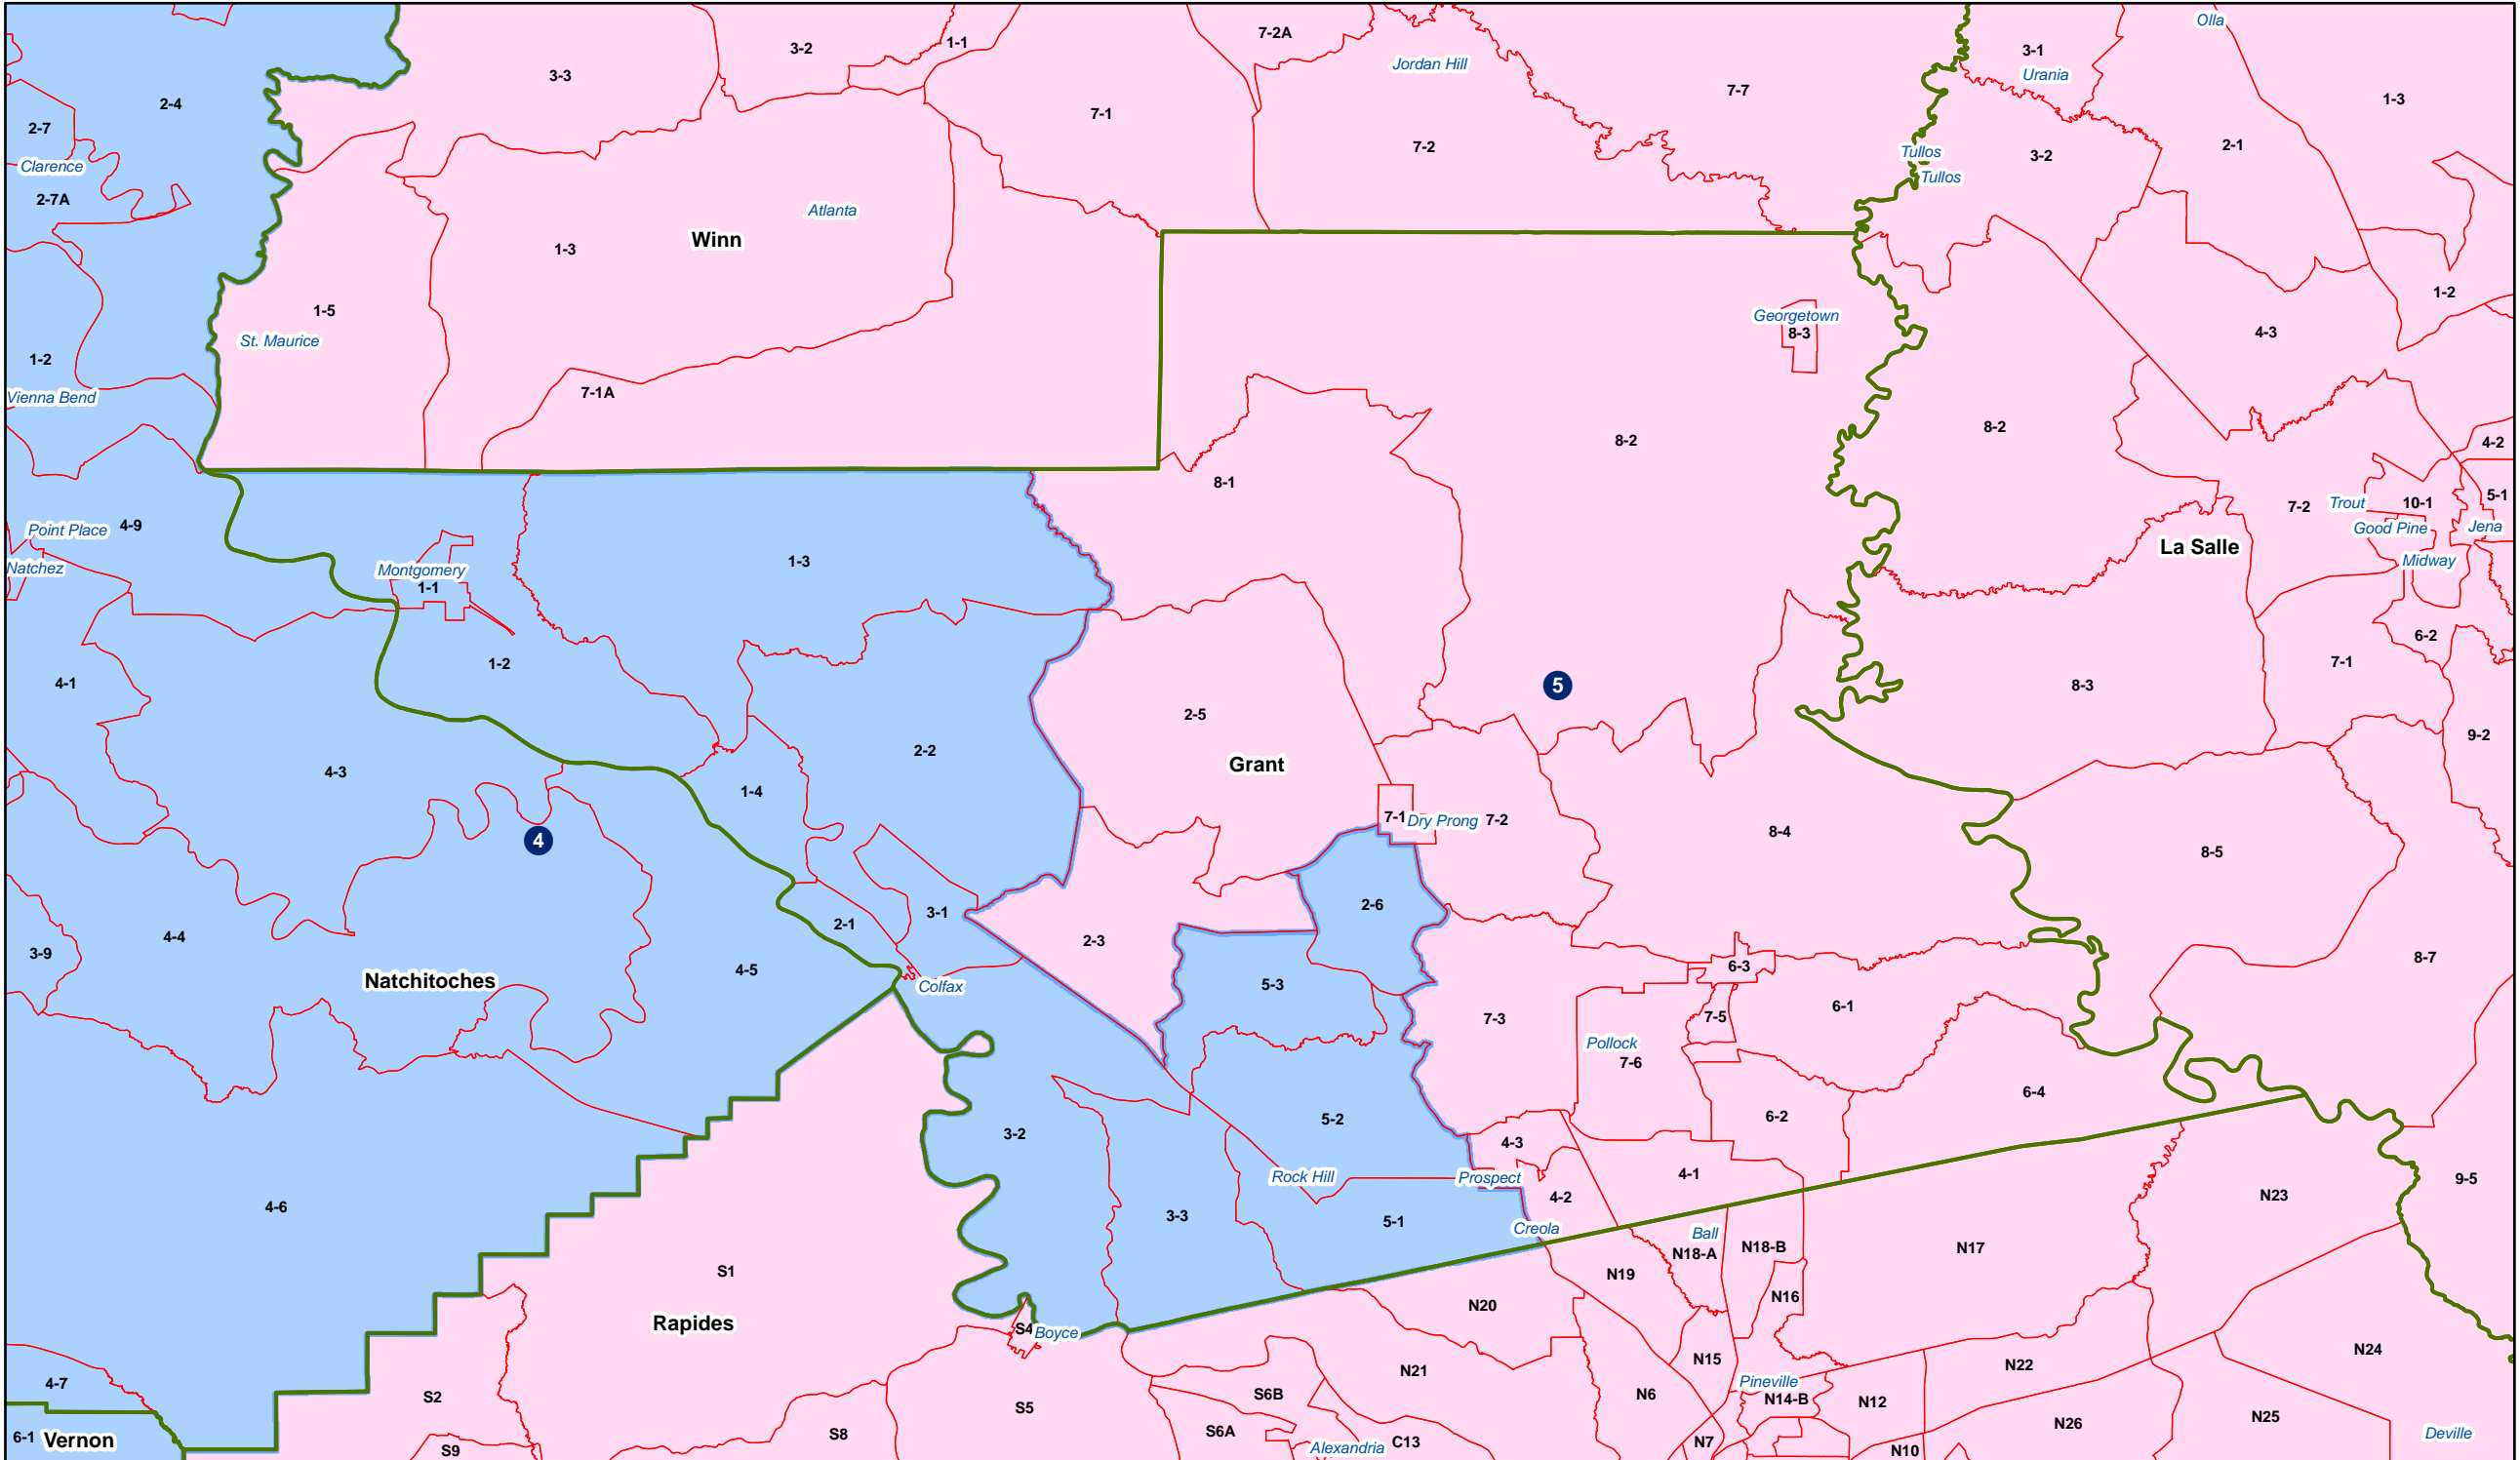 Olla
7-2A
3-2
1-1
3-1
Jordan Hill
3-3
Urania
7-7
1-3
2-4
7-1
2-7
2-1
7-2
Tullos
3-2
Clarence
Tullos
2-7A
Atlanta
Winn
1-3
1-2
1-5
Georgetown
8-3
4-3
St. Maurice
1-2
7-1A
Vienna Bend
8-2
8-2
4-2
8-1
5-1
Trout
10-1
7-2
4-9
Point Place
Good Pine
Jena
La Salle
1-3
Midway
Natchez
Montgomery
1-1
6-2
1-2
7-1
4-1
5
8-3
2-5
9-2
2-2
Grant
4-3
1-4
7-1
Dry Prong
7-2
8-4
4
8-5
2-6
3-1
2-1
4-4
2-3
3-9
8-7
6-3
4-5
Natchitoches
5-3
Colfax
6-1
7-5
7-3
Pollock
7-6
6-4
6-2
5-2
3-2
4-3
4-1
Rock Hill
Prospect
9-5
4-2
N23
4-6
3-3
5-1
Creola
Ball
N18-A
N18-B
N17
S1
N19
N16
N20
Rapides
S4
Boyce
N15
N24
N22
N21
4-7
Pineville
S2
S6B
N6
N14-B
N12
S5
N25
N26
S6A
S8
Deville
6-1
Vernon
C13
N7
Alexandria
S9
N10